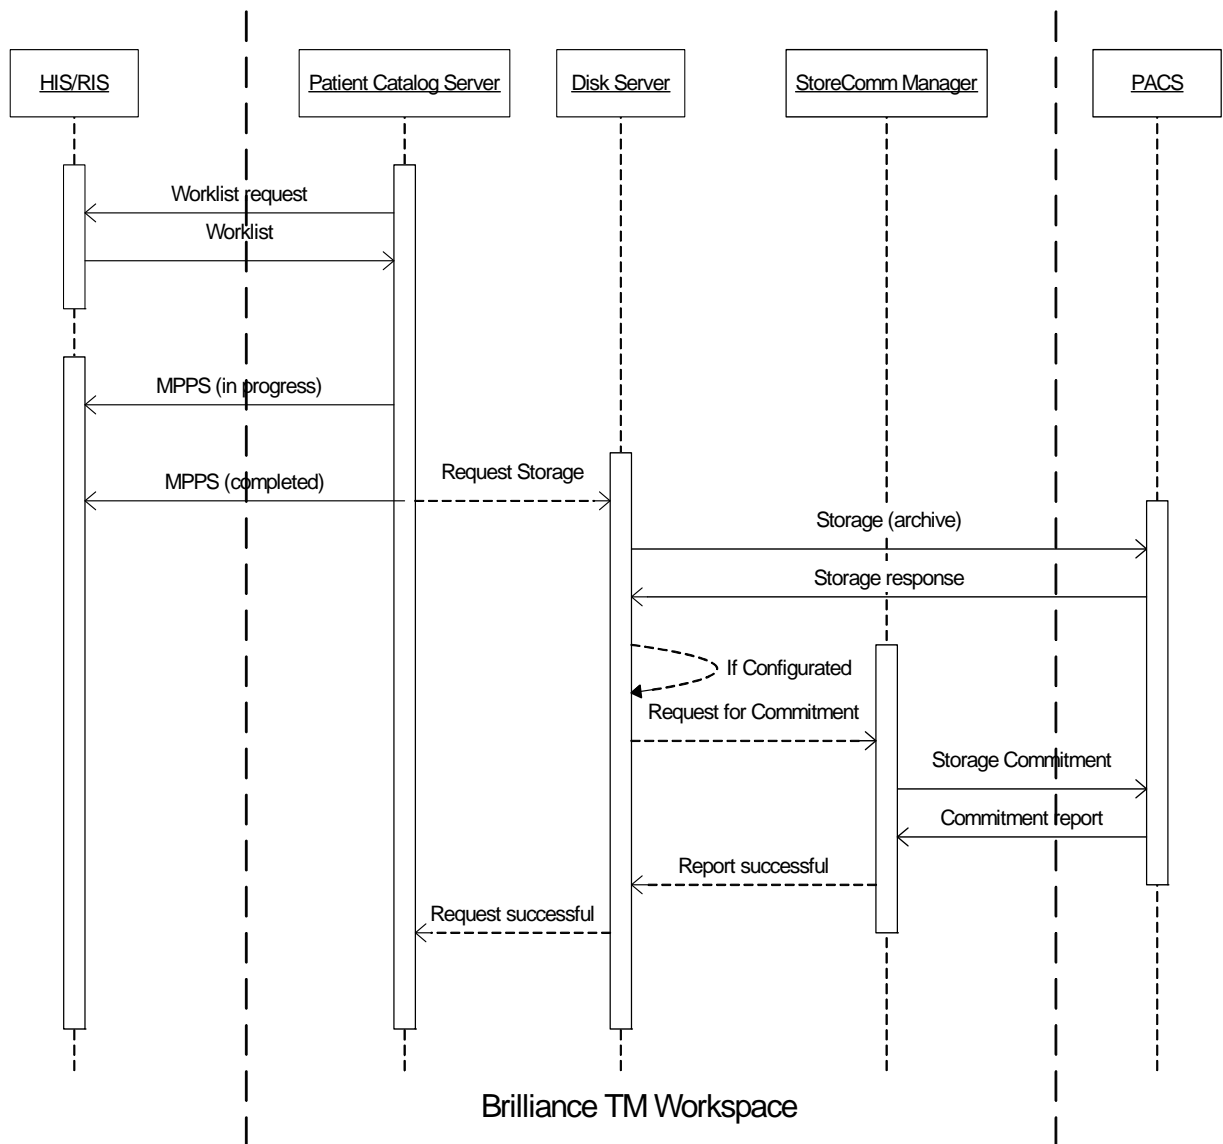 HIS/RIS
Patient Catalog Server
Disk Server
StoreComm Manager
PACS
Worklist request
Worklist
MPPS (in progress)
MPPS (completed)
Request Storage
Storage (archive)
Storage response
If Configurated
Request for Commitment
Storage Commitment
Commitment report
Report successful
Request successful
Brilliance TM Workspace